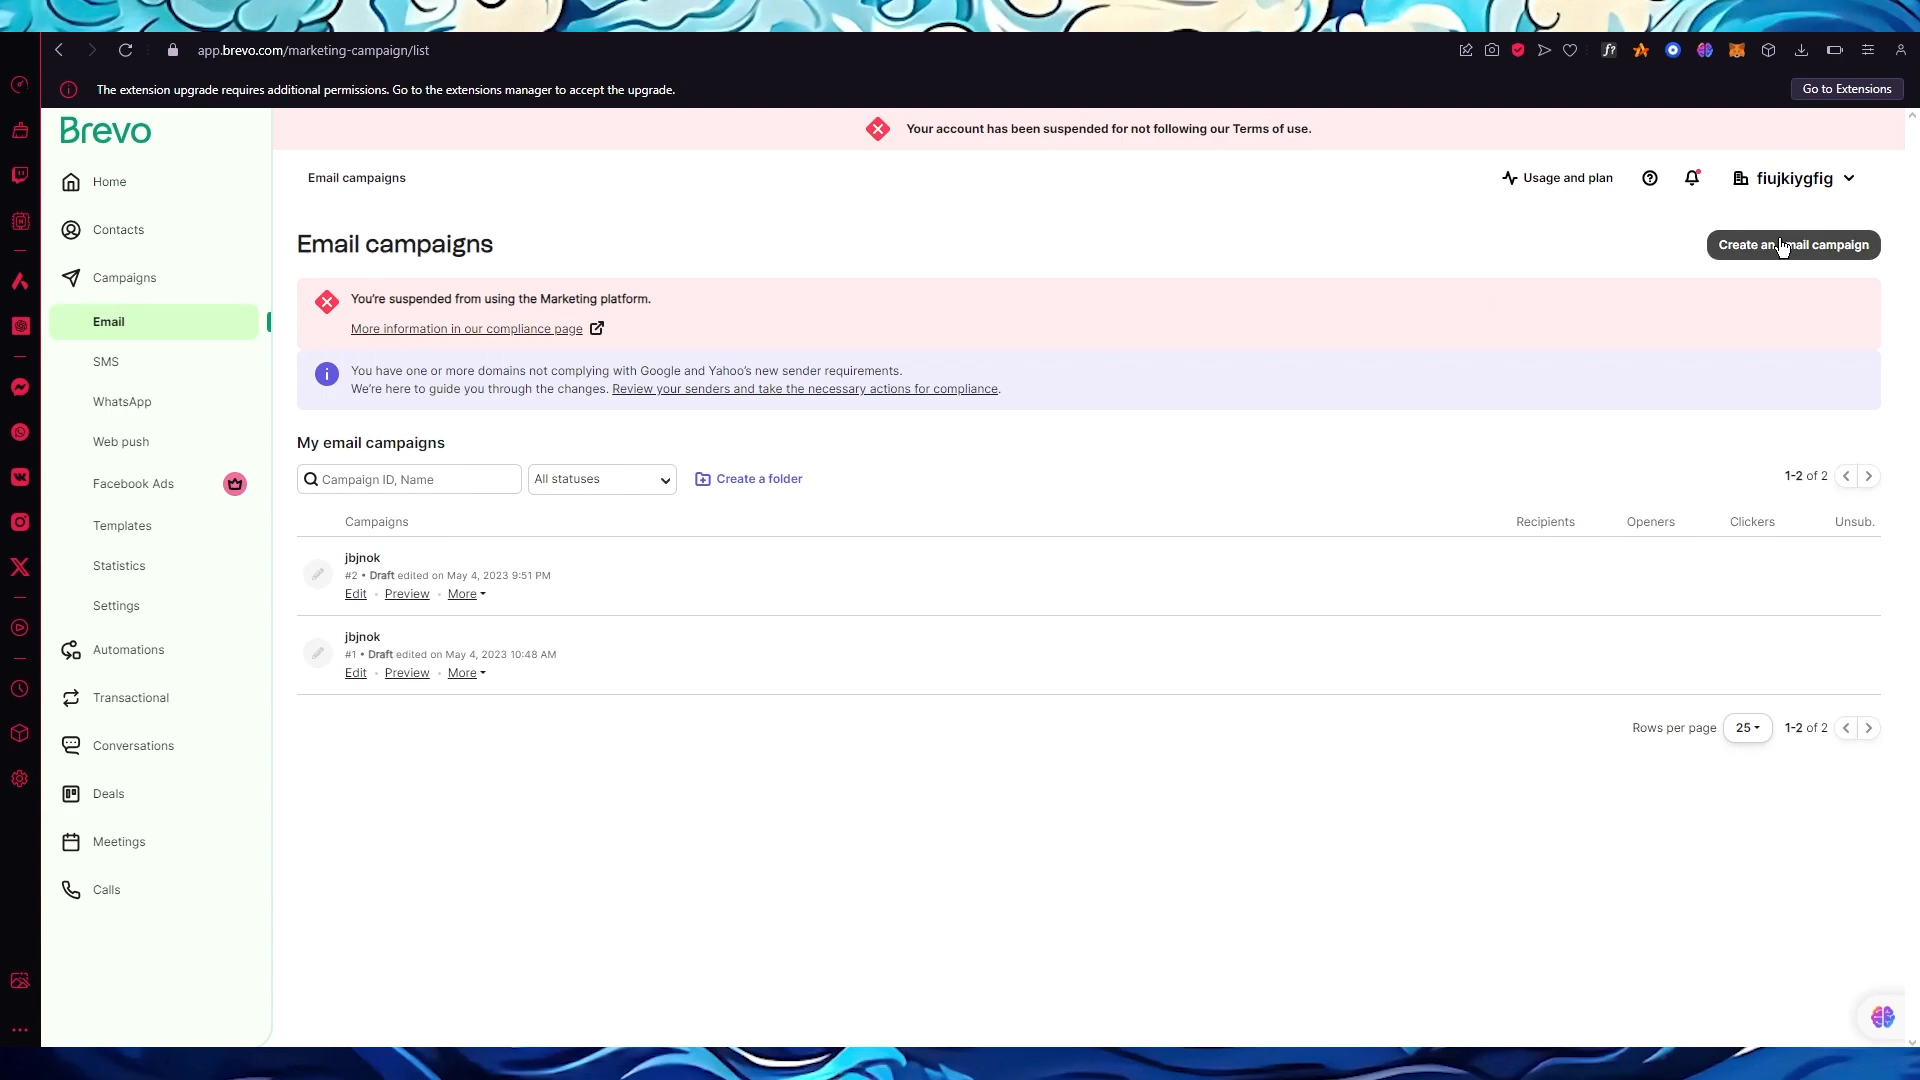 app.brevo.com/marketing-campaign/list
The extension upgrade requires additional permissions. Go to the extensions manager to accept the upgrade.
Go to Extensions
Brevo
Your account has been suspended for not following our Terms of use.
Home
Contacts
Campaigns
Email
SMS
WhatsApp
Web push
Facebook Ads
Templates
Statistics
Settings
Automations
Transactional
Conversations
Deals
Meetings
Calls
Email campaigns
Usage and plan
fiujkiygfig
Email campaigns
Create an email campaign
You're suspended from using the Marketing platform.
More information in our compliance page
You have one or more domains not complying with Google and Yahoo's new sender requirements.
We're here to guide you through the changes. Review your senders and take the necessary actions for compliance.
My email campaigns
Campaign ID, Name
All statuses
Create a folder
1-2 of 2
Campaigns Recipients Openers Clickers Unsub.
jbjnok
#2 • Draft edited on May 4, 2023 9:51 PM
Edit • Preview • More
jbjnok
#1 • Draft edited on May 4, 2023 10:48 AM
Edit • Preview • More
Rows per page 25 1-2 of 2